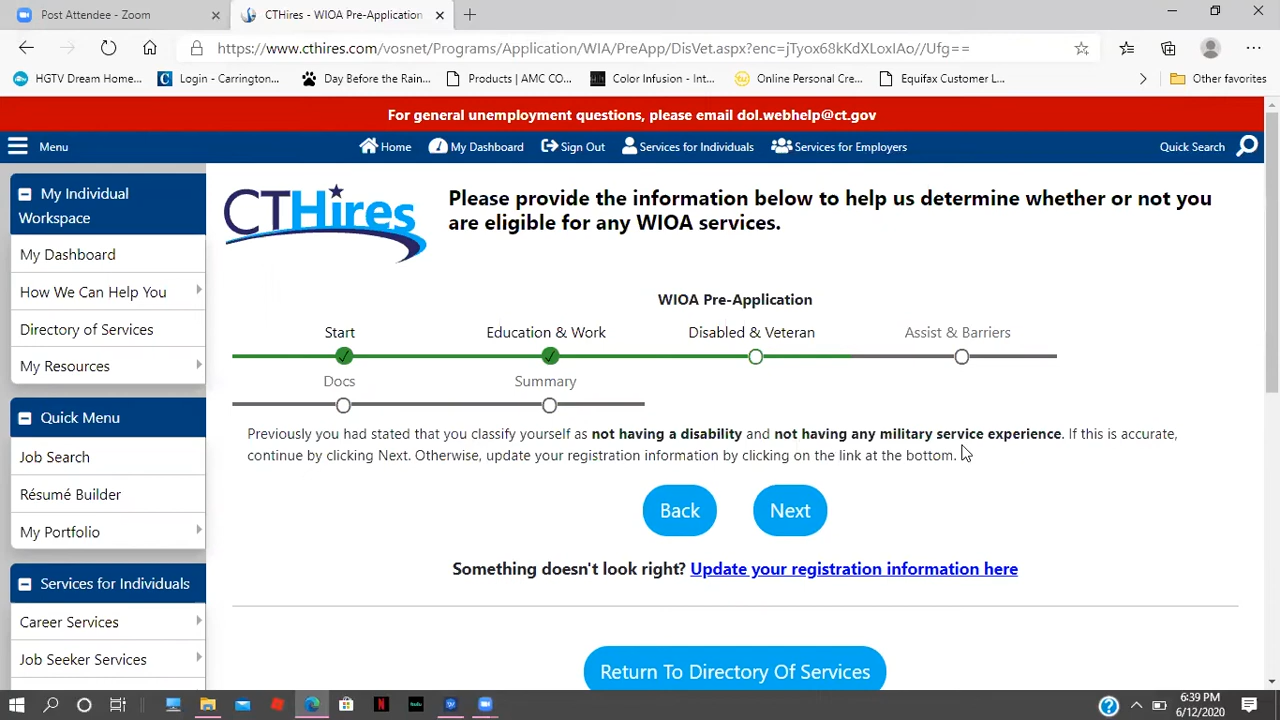 Post Attendee - Zoom
CTHires - WIOA Pre-Application
https://www.cthires.com/vosnet/Programs/Application/WIA/PreApp/DisVet.aspx?enc=jTyox68kKdXLoxIAo//Ufg==
HGTV Dream Home...
Login - Carrington...
Day Before the Rain...
Products | AMC CO...
Color Infusion - Int...
Online Personal Cre...
Equifax Customer L...
Other favorites
For general unemployment questions, please email dol.webhelp@ct.gov
Menu
Home
My Dashboard
Sign Out
Services for Individuals
Services for Employers
Quick Search
My Individual
Workspace
My Dashboard
How We Can Help You
Directory of Services
My Resources
Quick Menu
Job Search
Résumé Builder
My Portfolio
Services for Individuals
Career Services
Job Seeker Services
CTHires
Please provide the information below to help us determine whether or not you
are eligible for any WIOA services.
WIOA Pre-Application
Start
Education & Work
Disabled & Veteran
Assist & Barriers
Docs
Summary
Previously you had stated that you classify yourself as not having a disability and not having any military service experience. If this is accurate,
continue by clicking Next. Otherwise, update your registration information by clicking on the link at the bottom.
Back
Next
Something doesn't look right? Update your registration information here
Return To Directory Of Services
hulu
6:39 PM
6/12/2020